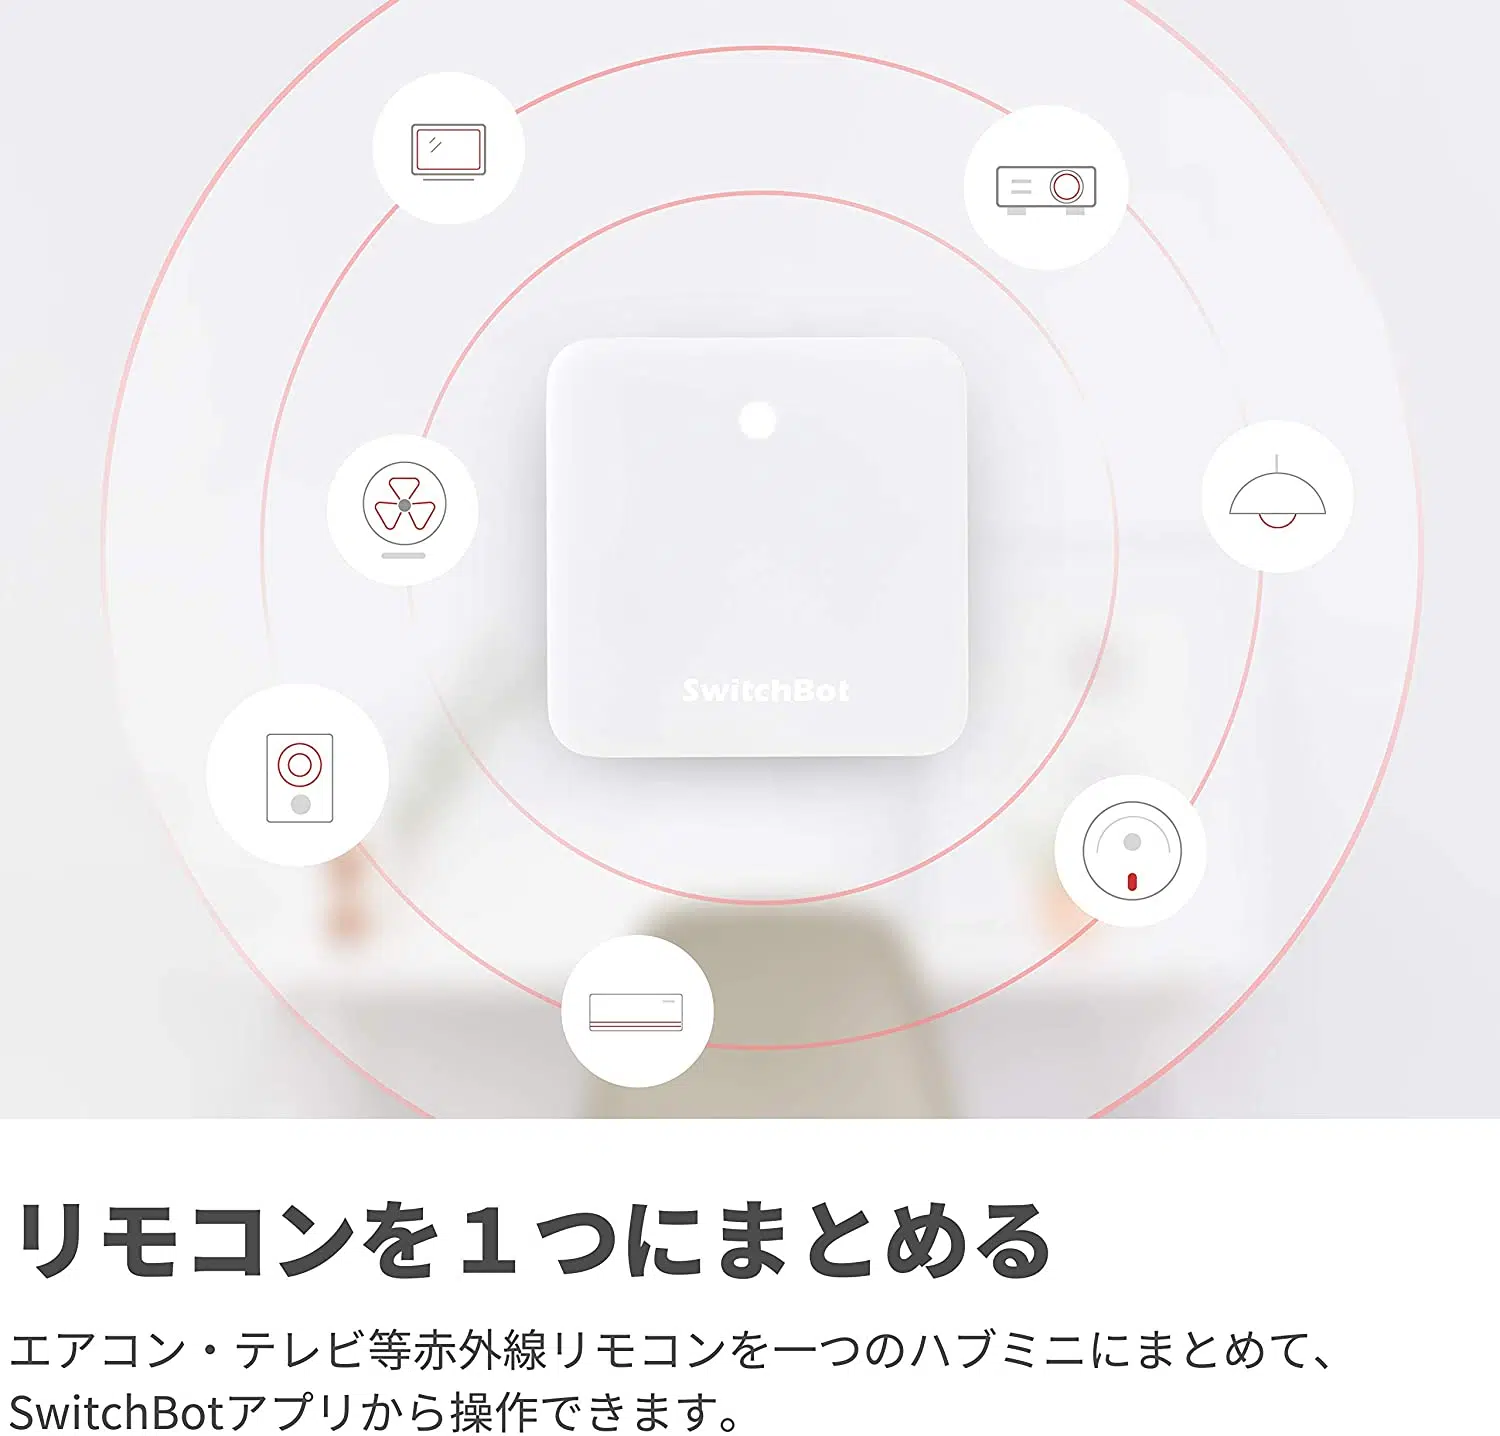 SwitchBot
リモコンを１つにまとめる
エアコン・テレビ等赤外線リモコンを一つのハブミニにまとめて、
SwitchBotアプリから操作できます。